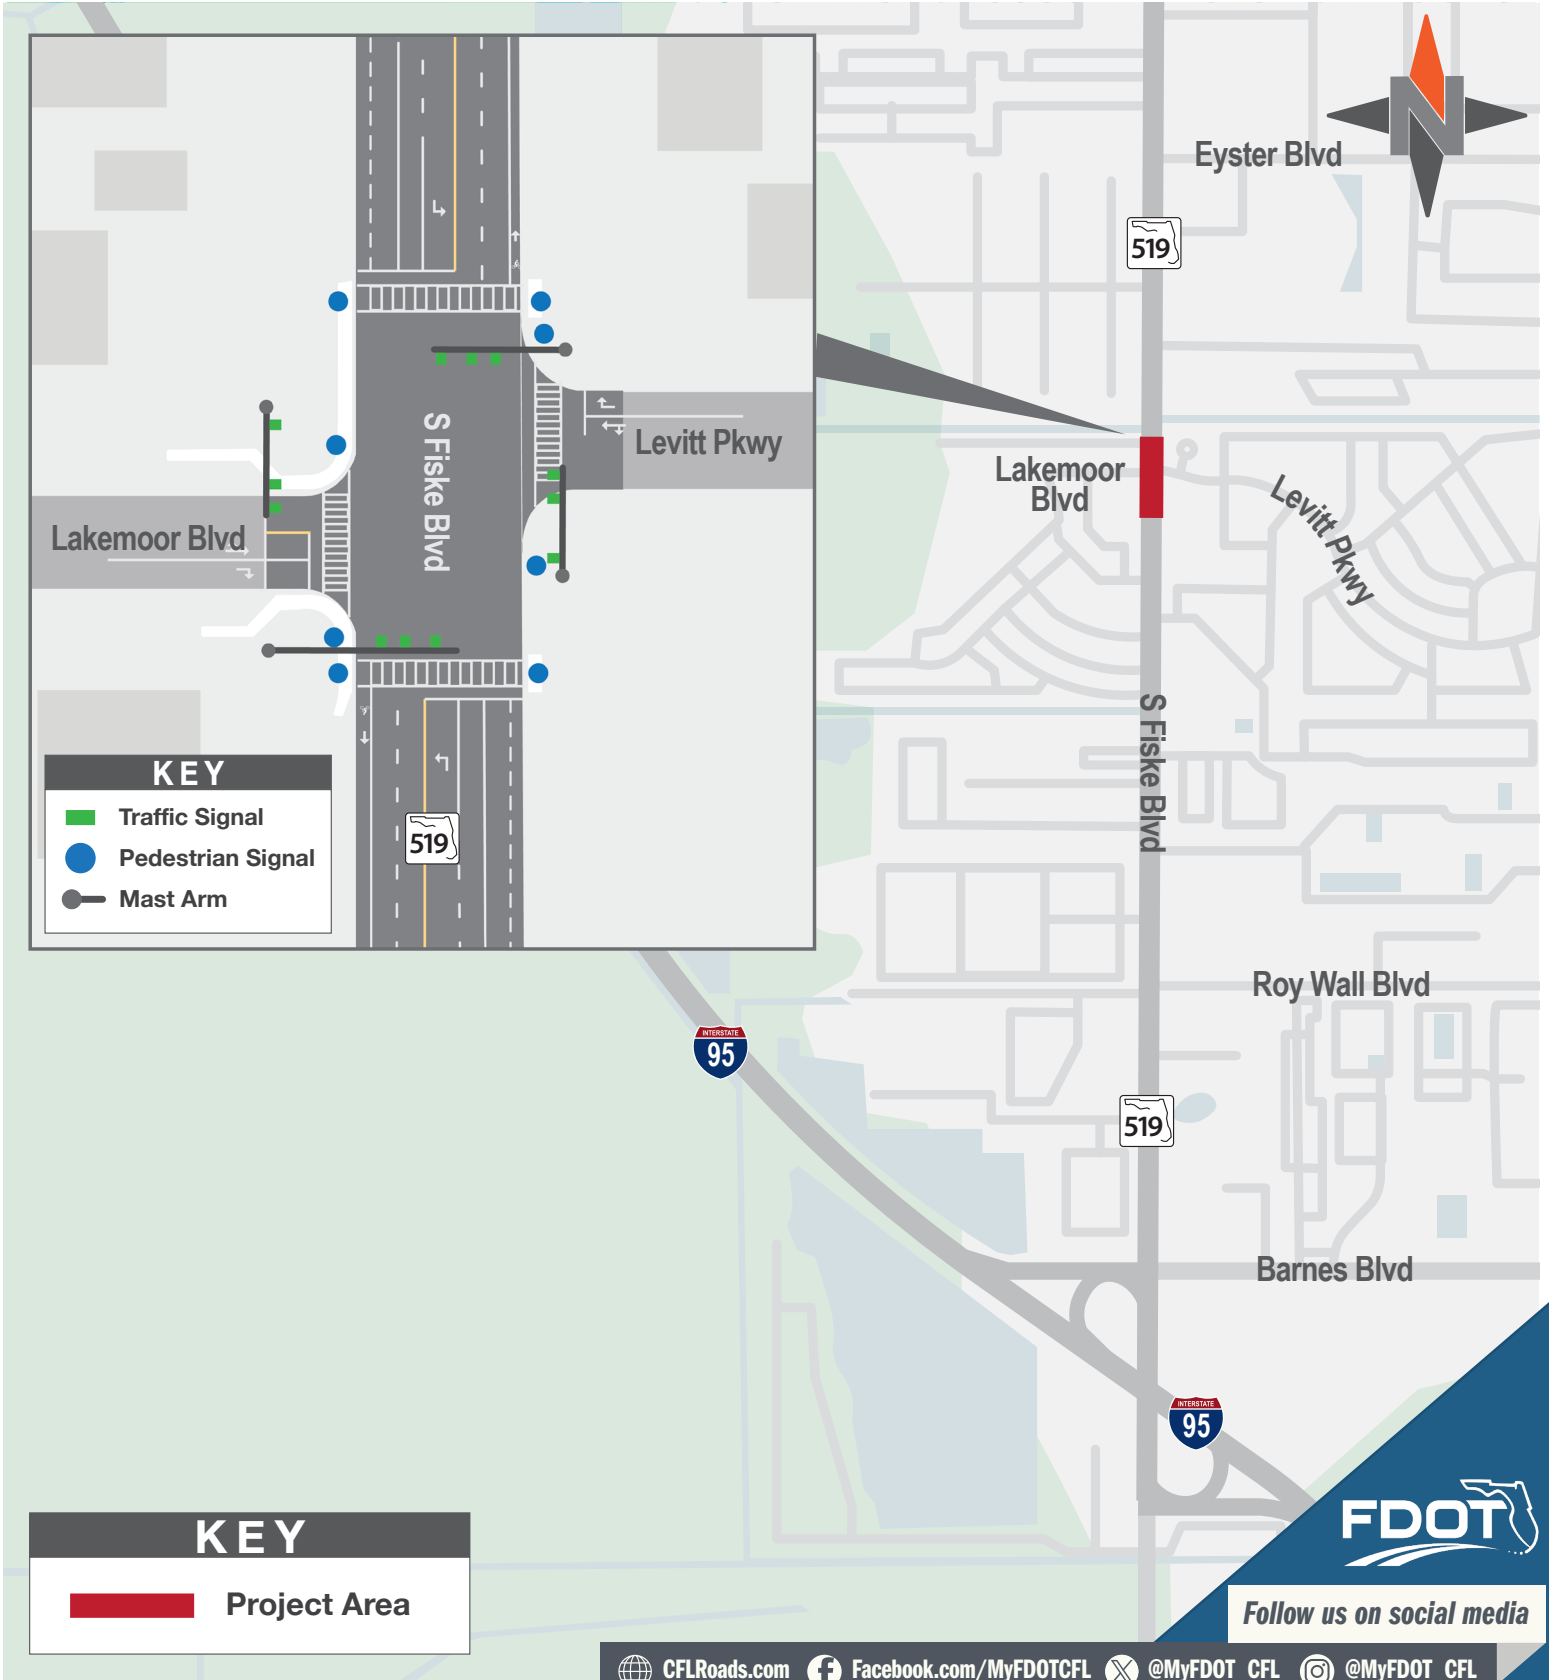 N
Eyster Blvd
519
S Fiske Blvd
Levitt Pkwy
Lakemoor Blvd
519
KEY
Traffic Signal
Pedestrian Signal
Mast Arm
Lakemoor
Blvd
Levitt Pkwy
S Fiske Blvd
Roy Wall Blvd
INTERSTATE
95
519
Barnes Blvd
INTERSTATE
95
KEY
Project Area
FDOT
Follow us on social media
CFLRoads.com Facebook.com/MyFDOTCFL @MyFDOT_CFL @MyFDOT_CFL